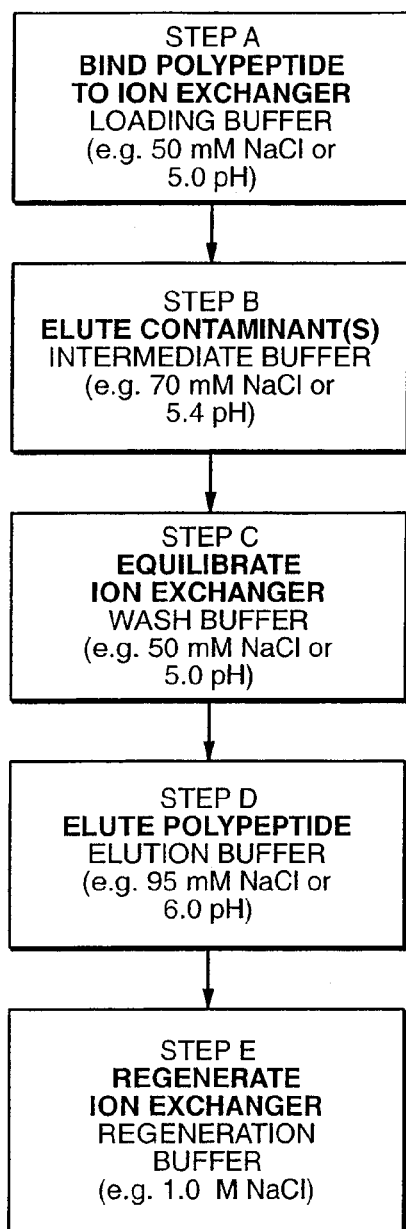 STEP A
BIND POLYPEPTIDE
TO ION EXCHANGER
LOADING BUFFER
(e.g. 50 mM NaCl or
5.0 pH)
STEP B
ELUTE CONTAMINANT(S)
INTERMEDIATE BUFFER
(e.g. 70 mM NaCl or
5.4 pH)
STEP C
EQUILIBRATE
ION EXCHANGER
WASH BUFFER
(e.g. 50 mM NaCl or
5.0 pH)
STEP D
ELUTE POLYPEPTIDE
ELUTION BUFFER
(e.g. 95 mM NaCl or
6.0 pH)
STEP E
REGENERATE
ION EXCHANGER
REGENERATION
BUFFER
(e.g. 1.0 M NaCl)